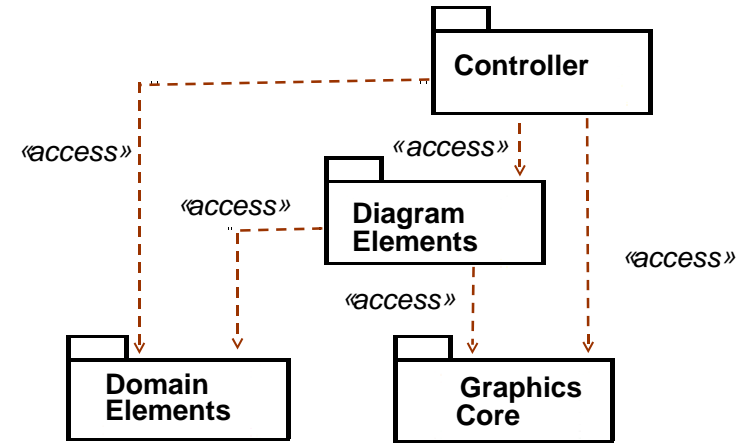 Controller
«access»
«access»
Diagram
Elements
«access»
«access»
«access»
Domain
Elements
Graphics
Core